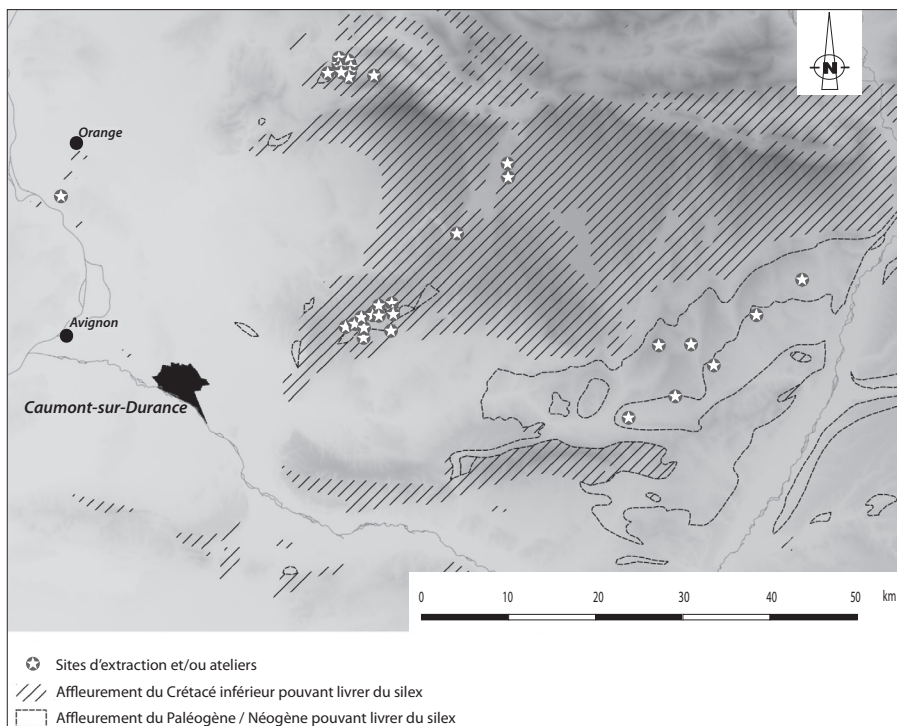 N
Orange
Avignon
Caumont-sur-Durance
0 10 20 30 40 50 km
Sites d'extraction et/ou ateliers
Affleurement du Crétacé inférieur pouvant livrer du silex
Affleurement du Paléogène / Néogène pouvant livrer du silex